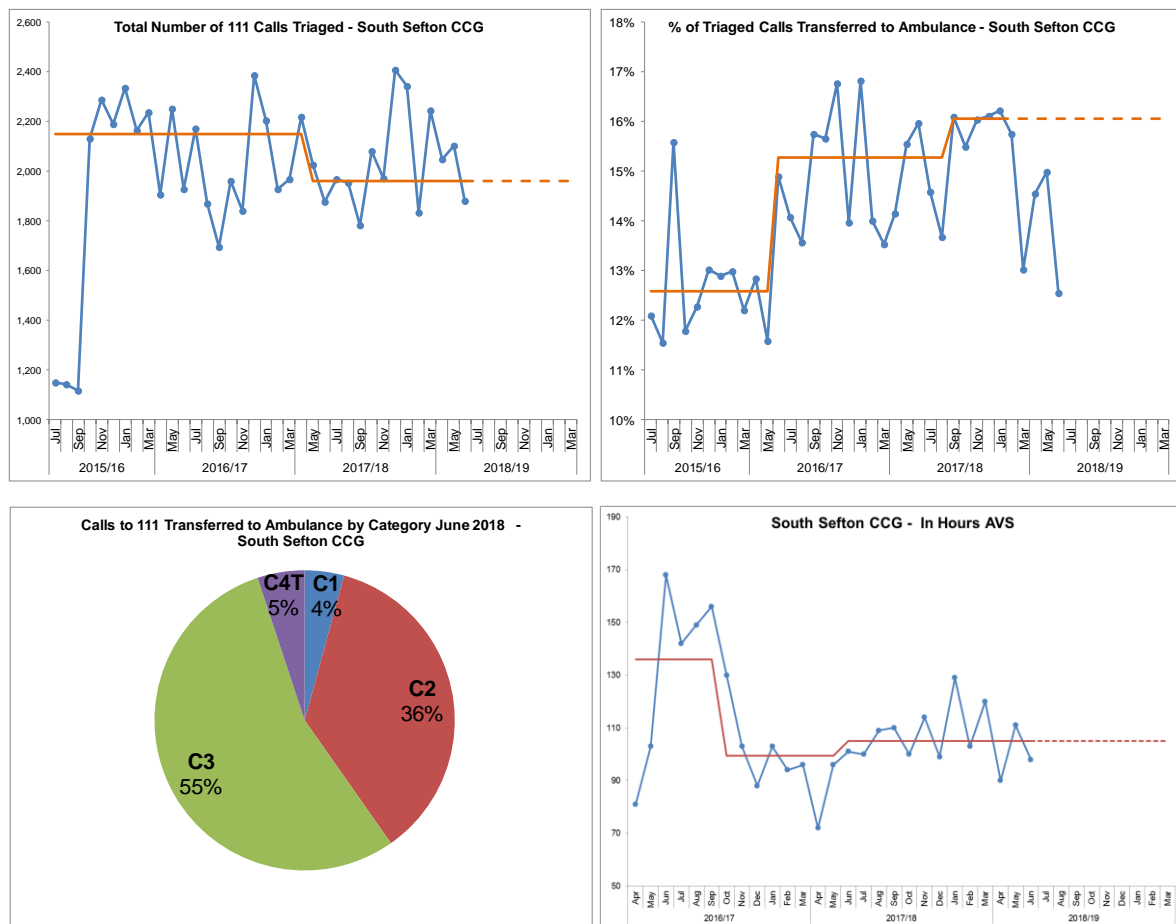 Total Number of 111 Calls Triaged - South Sefton CCG
2,600
2,400
2,200
2,000
1,800
1,600
1,400
1,200
1,000
Jul Sep Nov Jan Mar May Jul Sep Nov Jan Mar May Jul Sep Nov Jan Mar May Jul Sep Nov Jan Mar
2015/16 2016/17 2017/18 2018/19
% of Triaged Calls Transferred to Ambulance - South Sefton CCG
18%
17%
16%
15%
14%
13%
12%
11%
10%
Jul Sep Nov Jan Mar May Jul Sep Nov Jan Mar May Jul Sep Nov Jan Mar May Jul Sep Nov Jan Mar
2015/16 2016/17 2017/18 2018/19
Calls to 111 Transferred to Ambulance by Category June 2018 -
South Sefton CCG
C4T
5%
C1
4%
C2
36%
C3
55%
South Sefton CCG - In Hours AVS
190
170
150
130
110
90
70
50
Apr May Jun Jul Aug Sep Oct Nov Dec Jan Feb Mar Apr May Jun Jul Aug Sep Oct Nov Dec Jan Feb Mar Apr May Jun Jul Aug Sep Oct Nov Dec Jan Feb Mar
2016/17 2017/18 2018/19